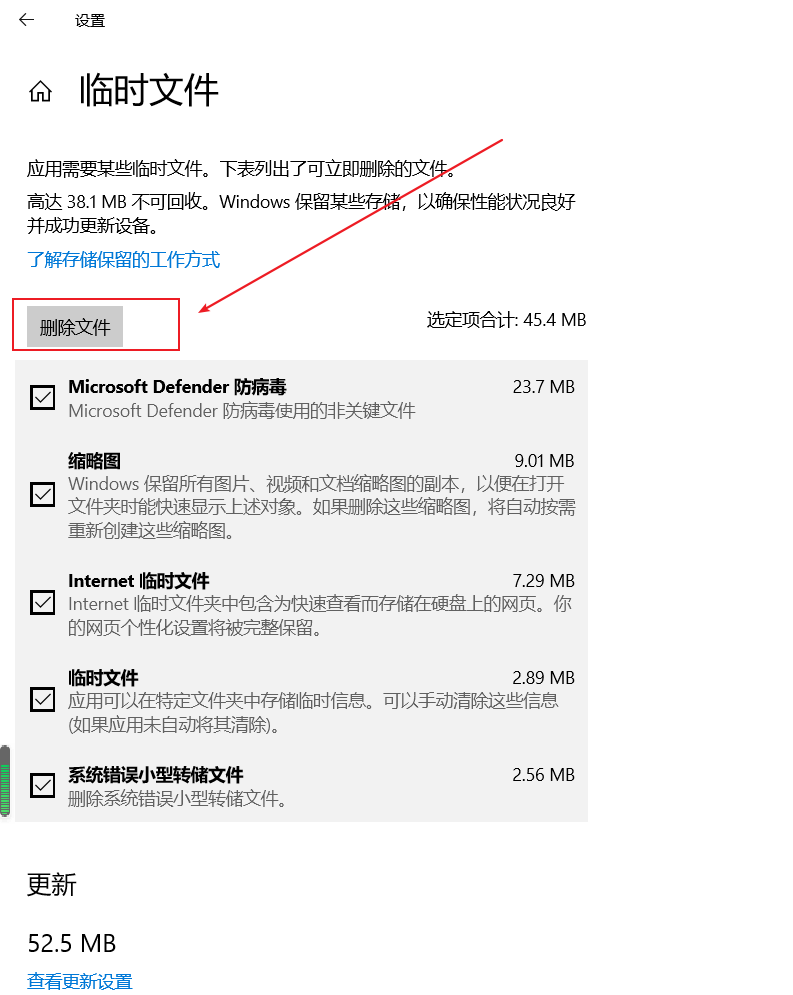 设置
临时文件
应用需要某些临时文件。下表列出了可立即删除的文件。
高达 38.1 MB 不可回收。Windows 保留某些存储，以确保性能状况良好
并成功更新设备。
了解存储保留的工作方式
删除文件
选定项合计: 45.4 MB
Microsoft Defender 防病毒 23.7 MB
Microsoft Defender 防病毒使用的非关键文件
缩略图 9.01 MB
Windows 保留所有图片、视频和文档缩略图的副本，以便在打开
文件夹时能快速显示上述对象。如果删除这些缩略图，将自动按需
重新创建这些缩略图。
Internet 临时文件 7.29 MB
Internet 临时文件夹中包含为快速查看而存储在硬盘上的网页。你
的网页个性化设置将被完整保留。
临时文件 2.89 MB
应用可以在特定文件夹中存储临时信息。可以手动清除这些信息
(如果应用未自动将其清除)。
系统错误小型转储文件 2.56 MB
删除系统错误小型转储文件。
更新
52.5 MB
查看更新设置